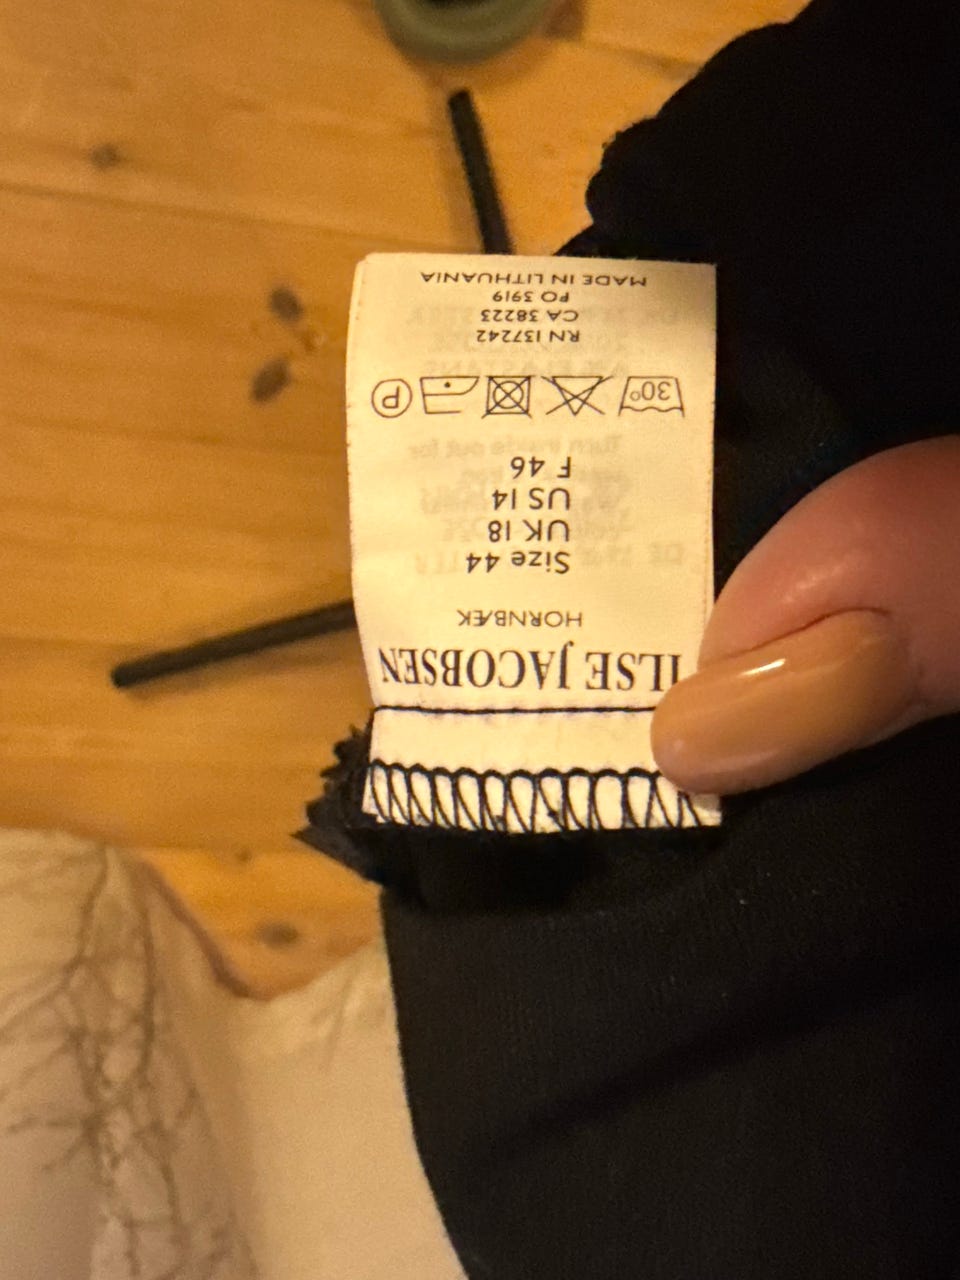 ILSE JACOBSEN
HORNBÆK
Size 44
UK 18
US 14
F 46
30° P
RN 137242
CA 38223
PO 3919
MADE IN LITHUANIA